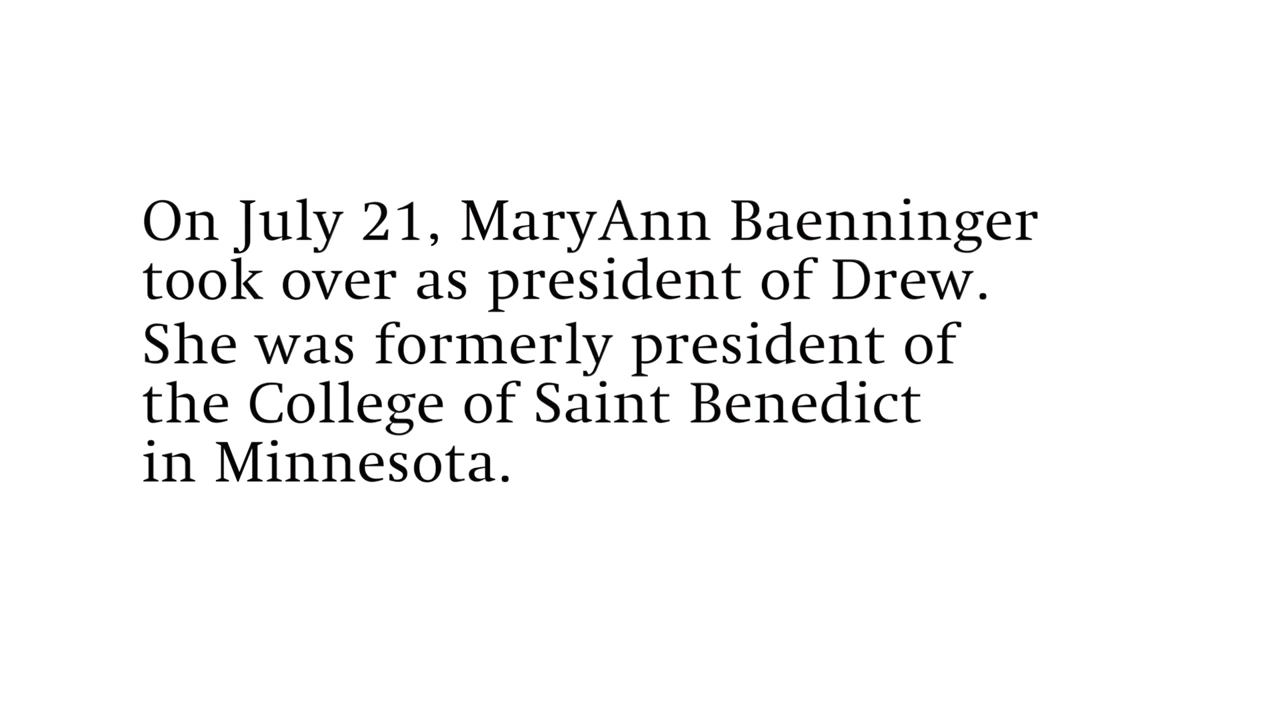 On July 21, MaryAnn Baenninger
took over as president of Drew.
She was formerly president of
the College of Saint Benedict
in Minnesota.